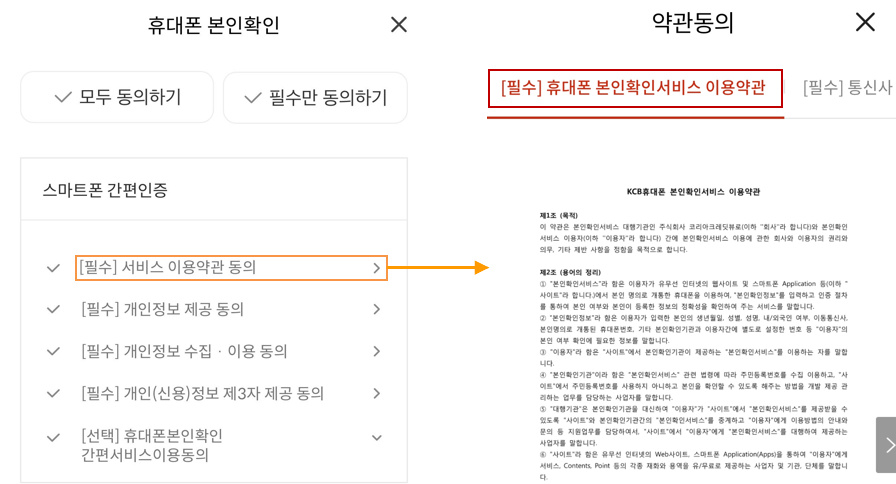 휴대폰 본인확인
모두 동의하기
필수만 동의하기
스마트폰 간편인증
[필수] 서비스 이용약관 동의
[필수] 개인정보 제공 동의
[필수] 개인정보 수집 · 이용 동의
[필수] 개인(신용)정보 제3자 제공 동의
[선택] 휴대폰본인확인
간편서비스이용동의
약관동의
[필수] 휴대폰 본인확인서비스 이용약관
[필수] 통신사
KCB휴대폰 본인확인서비스 이용약관
제1조 (목적)
이 약관은 본인확인서비스 대행기관인 주식회사 코리아크레딧뷰로(이하 "회사"라 합니다)와 본인확인
서비스 이용자(이하 "이용자"라 합니다) 간에 본인확인서비스 이용에 관한 회사와 이용자의 권리와
의무, 기타 제반 사항을 정함을 목적으로 합니다.
제2조 (용어의 정리)
① "본인확인서비스"라 함은 이용자가 유무선 인터넷의 웹사이트 및 스마트폰 Application 등(이하 "
사이트"라 합니다.)에서 본인 명의로 개통한 휴대폰을 이용하여, "본인확인정보"를 입력하고 인증 절차
를 통하여 본인 여부와 본인이 등록한 정보의 정확성을 확인하여 주는 서비스를 말합니다.
② "본인확인정보"라 함은 이용자가 입력한 본인의 생년월일, 성별, 성명, 내/외국인 여부, 이동통신사,
본인명의로 개통된 휴대폰번호, 기타 본인확인기관과 이용자간에 별도로 설정한 번호 등 "이용자"의
본인 여부 확인에 필요한 정보를 말합니다.
③ "이용자"라 함은 "사이트"에서 본인확인기관이 제공하는 "본인확인서비스"를 이용하는 자를 말합
니다.
④ "본인확인기관"이라 함은 "본인확인서비스" 관련 법령에 따라 주민등록번호를 수집 이용하고, "사
이트"에서 주민등록번호를 사용하지 아니하고 본인을 확인할 수 있도록 해주는 방법을 개발 제공 관
리하는 업무를 담당하는 사업자를 말합니다.
⑤ "대행기관"은 본인확인기관을 대신하여 "이용자"가 "사이트"에서 "본인확인서비스"를 제공받을 수
있도록 "사이트"와 본인확인기관간의 "본인확인서비스"를 중계하고 "이용자"에게 이용방법의 안내와
문의 등 지원업무를 담당하여서, "사이트"에서 "이용자"에게 "본인확인서비스"를 대행하여 제공하는
사업자를 말합니다.
⑥ "사이트"라 함은 유무선 인터넷의 Web사이트, 스마트폰 Application(Apps)을 통하여 "이용자"에게
서비스, Contents, Point 등의 각종 재화와 용역을 유/무료로 제공하는 사업자 및 기관, 단체를 말합니
다.